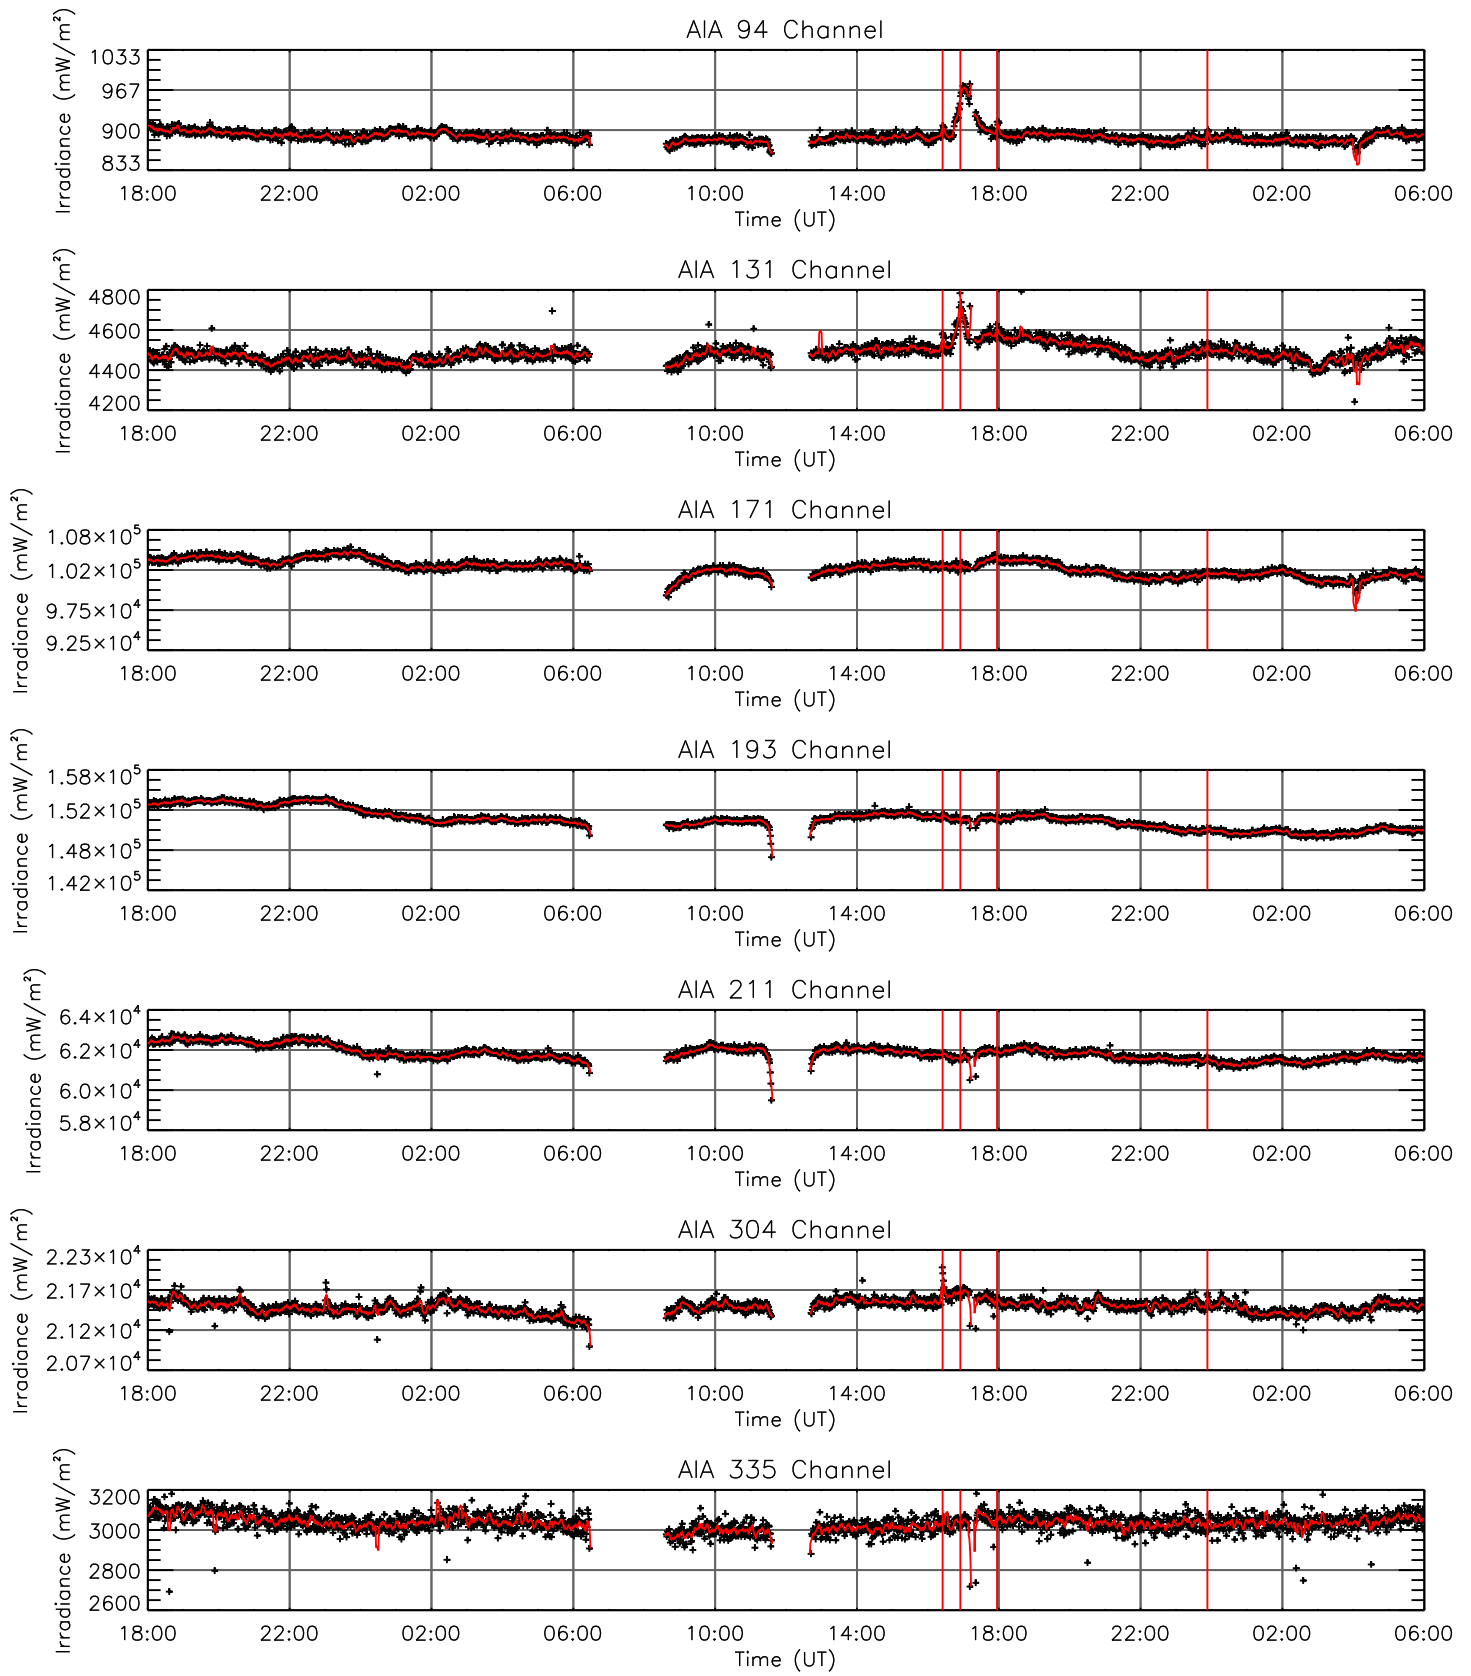 AIA 94 Channel
Irradiance (mW/m²)
1033
967
900
833
18:00 22:00 02:00 06:00 10:00 14:00 18:00 22:00 02:00 06:00
Time (UT)
AIA 131 Channel
Irradiance (mW/m²)
4800
4600
4400
4200
18:00 22:00 02:00 06:00 10:00 14:00 18:00 22:00 02:00 06:00
Time (UT)
AIA 171 Channel
Irradiance (mW/m²)
1.08×10⁵
1.02×10⁵
9.75×10⁴
9.25×10⁴
18:00 22:00 02:00 06:00 10:00 14:00 18:00 22:00 02:00 06:00
Time (UT)
AIA 193 Channel
Irradiance (mW/m²)
1.58×10⁵
1.52×10⁵
1.48×10⁵
1.42×10⁵
18:00 22:00 02:00 06:00 10:00 14:00 18:00 22:00 02:00 06:00
Time (UT)
AIA 211 Channel
Irradiance (mW/m²)
6.4×10⁴
6.2×10⁴
6.0×10⁴
5.8×10⁴
18:00 22:00 02:00 06:00 10:00 14:00 18:00 22:00 02:00 06:00
Time (UT)
AIA 304 Channel
Irradiance (mW/m²)
2.23×10⁴
2.17×10⁴
2.12×10⁴
2.07×10⁴
18:00 22:00 02:00 06:00 10:00 14:00 18:00 22:00 02:00 06:00
Time (UT)
AIA 335 Channel
Irradiance (mW/m²)
3200
3000
2800
2600
18:00 22:00 02:00 06:00 10:00 14:00 18:00 22:00 02:00 06:00
Time (UT)